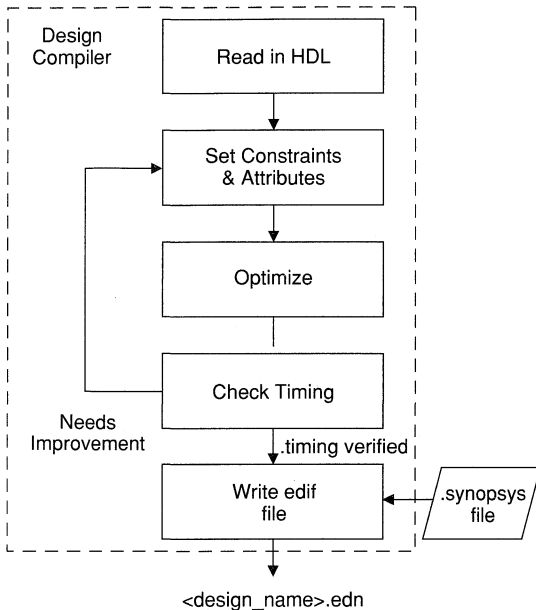 Design
Compiler
Read in HDL
Set Constraints
& Attributes
Optimize
Check Timing
Needs
Improvement
.timing verified
Write edif
file
.synopsys
file
<design_name>.edn